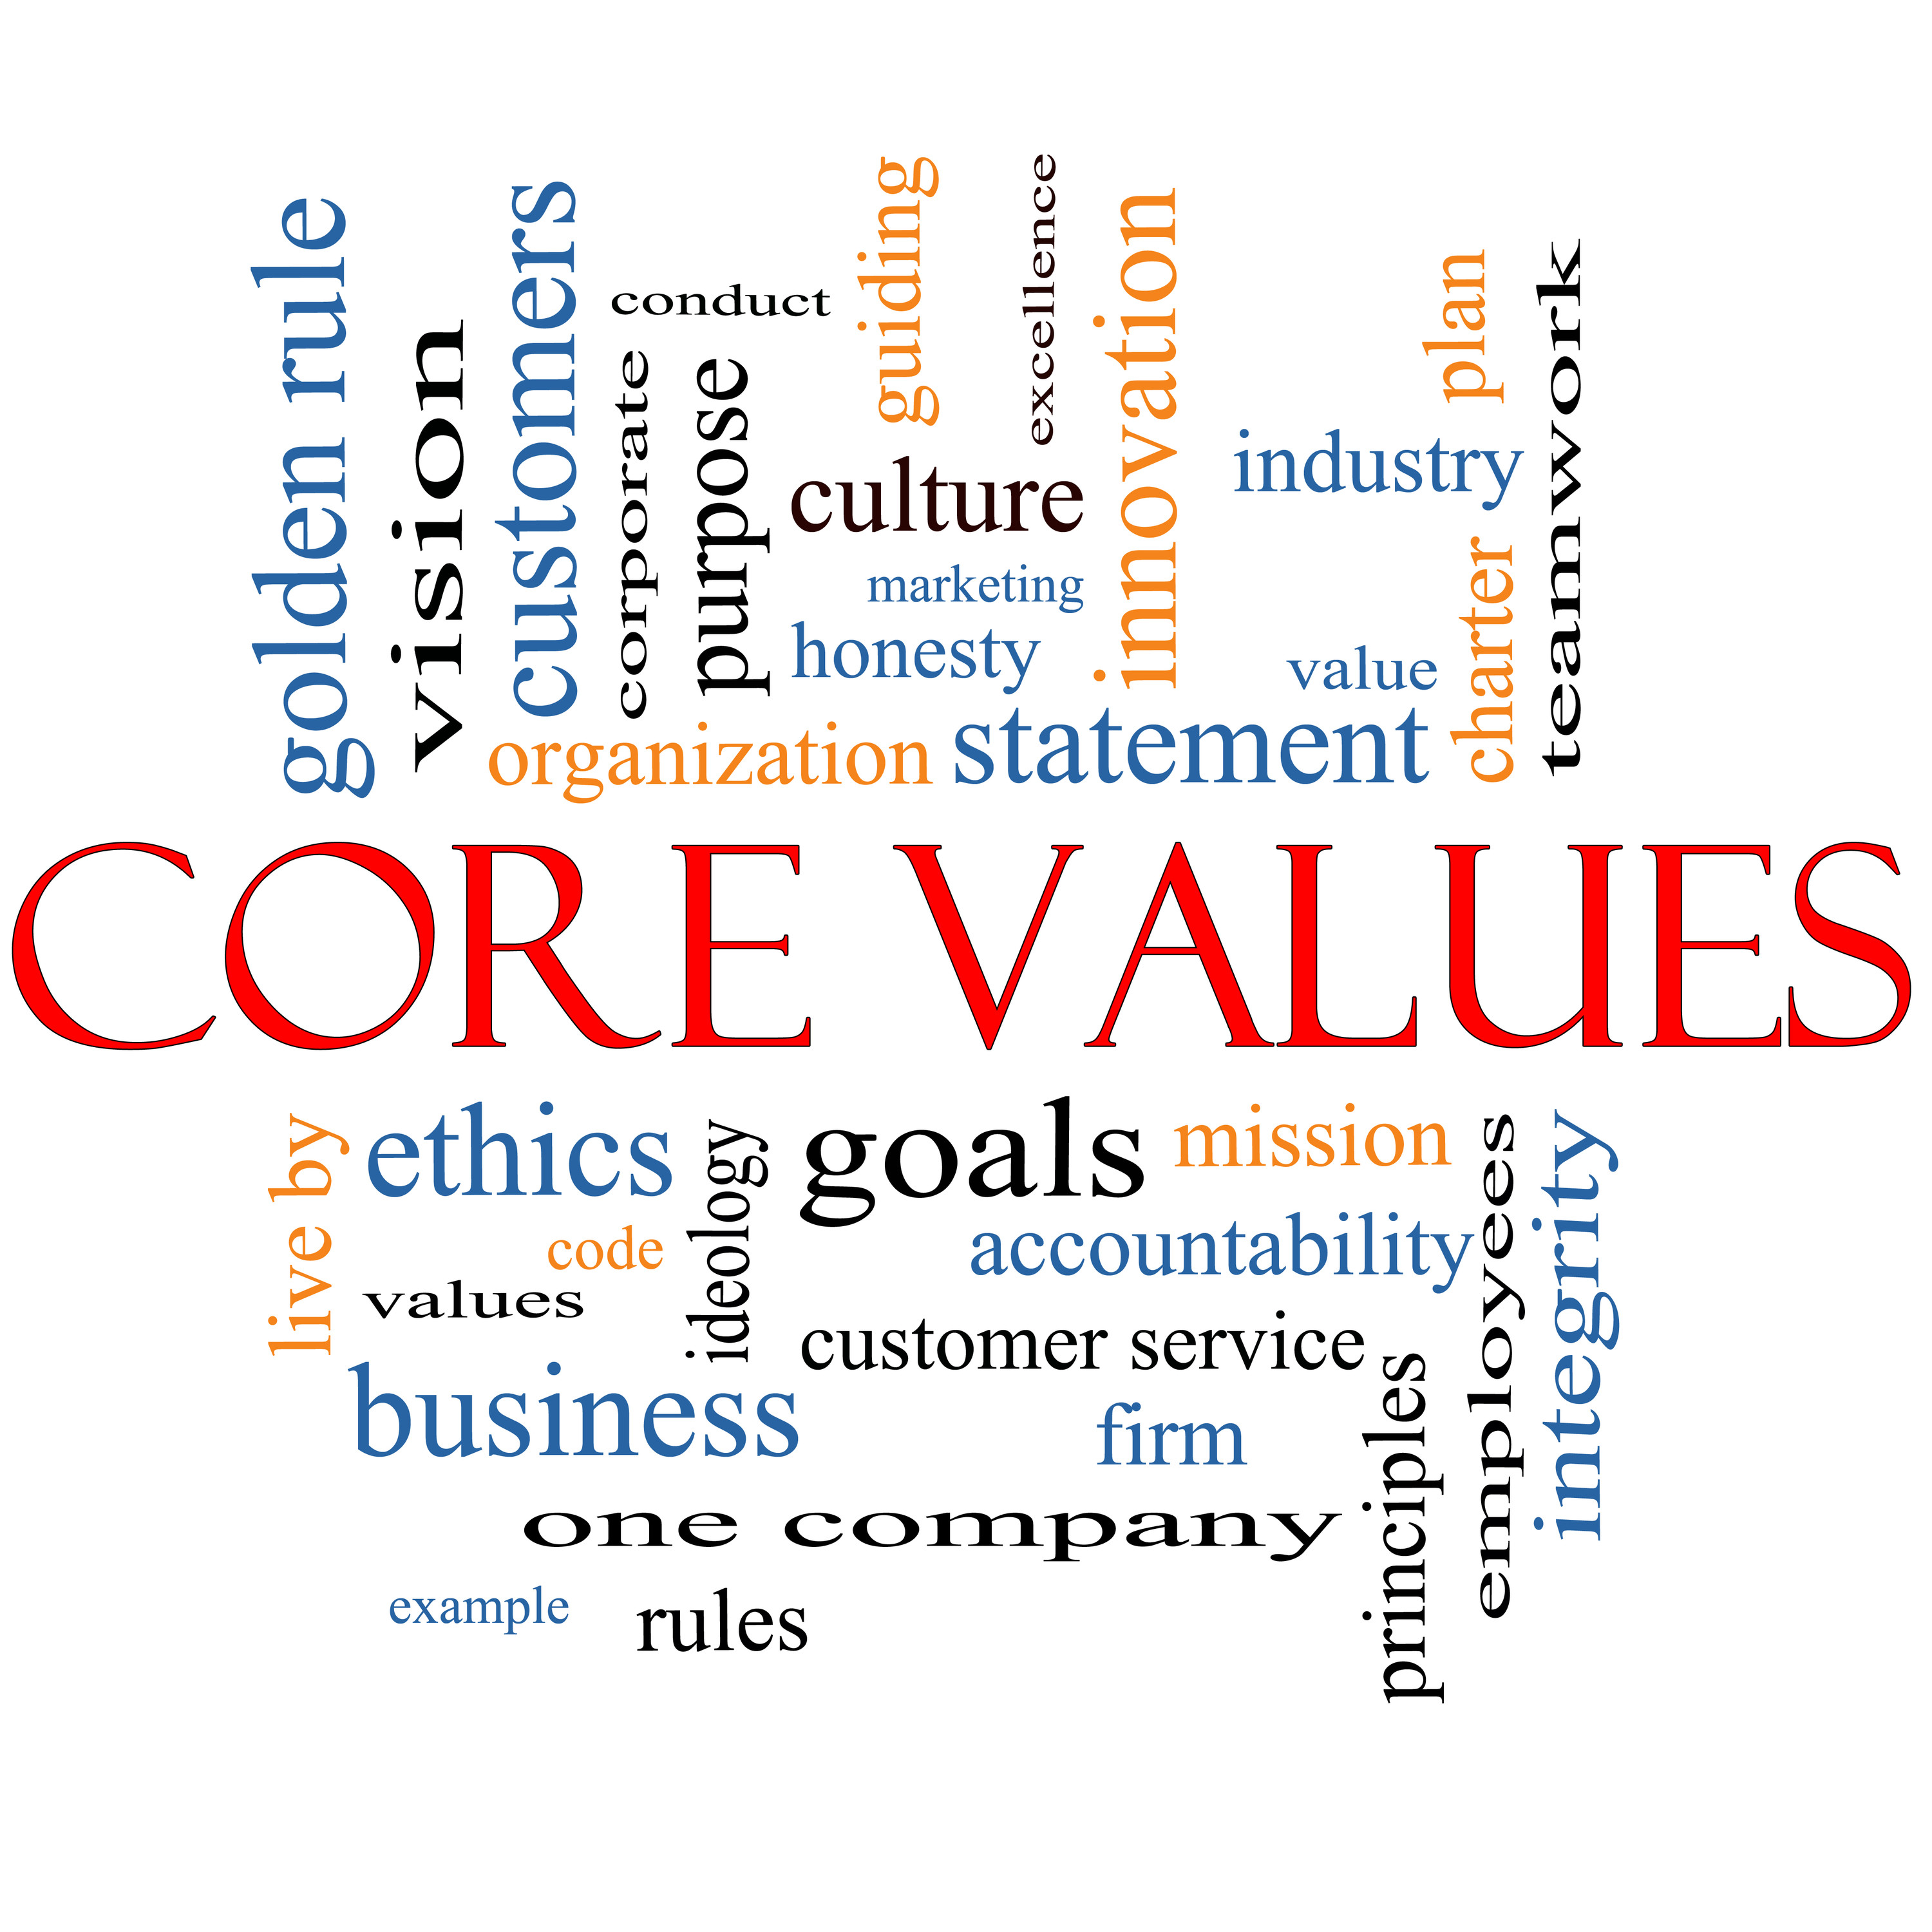 golden rule
vision
customers
conduct
corporate
purpose
guiding
excellence
culture
marketing
honesty
innovation
industry
plan
teamwork
value
charter
organization
statement
CORE VALUES
live by
ethics
ideology
goals
mission
code
values
accountability
customer service
employees
integrity
business
firm
principles
one company
example
rules